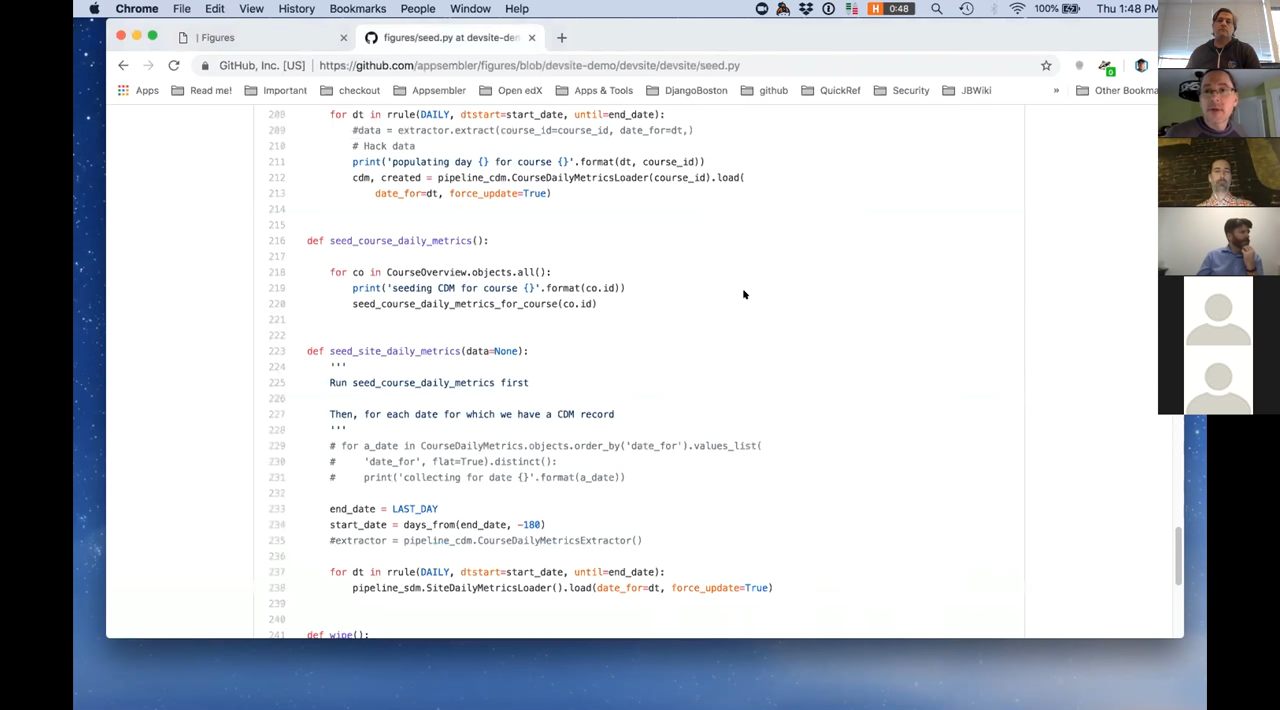 Chrome File Edit View History Bookmarks People Window Help H 0:48 100% Thu 1:48 PM
| Figures figures/seed.py at devsite-den
GitHub, Inc. [US] https://github.com/appsembler/figures/blob/devsite-demo/devsite/devsite/seed.py 0
Apps Read me! Important checkout Appsembler Open edX Apps & Tools DjangoBoston github QuickRef Security JBWiki » Other Bookma
208 for dt in rrule(DAILY, dtstart=start_date, until=end_date):
209 #data = extractor.extract(course_id=course_id, date_for=dt,)
210 # Hack data
211 print('populating day {} for course {}'.format(dt, course_id))
212 cdm, created = pipeline_cdm.CourseDailyMetricsLoader(course_id).load(
213 date_for=dt, force_update=True)
214
215
216 def seed_course_daily_metrics():
217
218 for co in CourseOverview.objects.all():
219 print('seeding CDM for course {}'.format(co.id))
220 seed_course_daily_metrics_for_course(co.id)
221
222
223 def seed_site_daily_metrics(data=None):
224 '''
225 Run seed_course_daily_metrics first
226
227 Then, for each date for which we have a CDM record
228 '''
229 # for a_date in CourseDailyMetrics.objects.order_by('date_for').values_list(
230 # 'date_for', flat=True).distinct():
231 # print('collecting for date {}'.format(a_date))
232
233 end_date = LAST_DAY
234 start_date = days_from(end_date, -180)
235 #extractor = pipeline_cdm.CourseDailyMetricsExtractor()
236
237 for dt in rrule(DAILY, dtstart=start_date, until=end_date):
238 pipeline_sdm.SiteDailyMetricsLoader().load(date_for=dt, force_update=True)
239
240
241 def wipe():